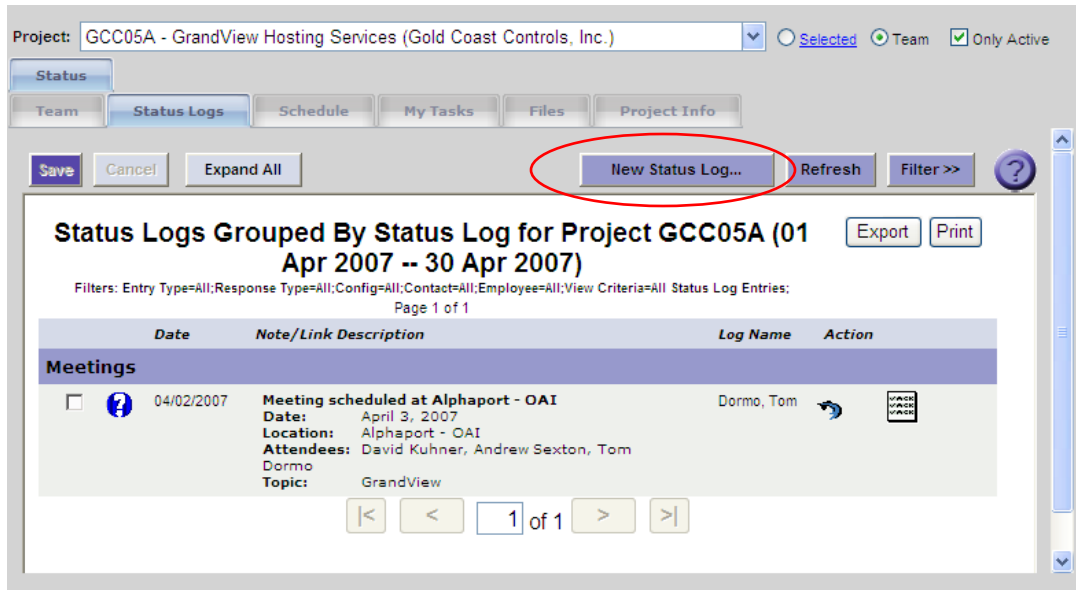 Project: GCC05A - GrandView Hosting Services (Gold Coast Controls, Inc.) Selected Team Only Active
Status
Team Status Logs Schedule My Tasks Files Project Info
Save Cancel Expand All New Status Log... Refresh Filter >> ?
Status Logs Grouped By Status Log for Project GCC05A (01 Export Print
Apr 2007 -- 30 Apr 2007)
Filters: Entry Type=All;Response Type=All;Config=All;Contact=All;Employee=All;View Criteria=All Status Log Entries;
Page 1 of 1
Date Note/Link Description Log Name Action
Meetings
? 04/02/2007 Meeting scheduled at Alphaport - OAI Dormo, Tom
Date: April 3, 2007
Location: Alphaport - OAI
Attendees: David Kuhner, Andrew Sexton, Tom
Dormo
Topic: GrandView
|< < 1 of 1 > >|